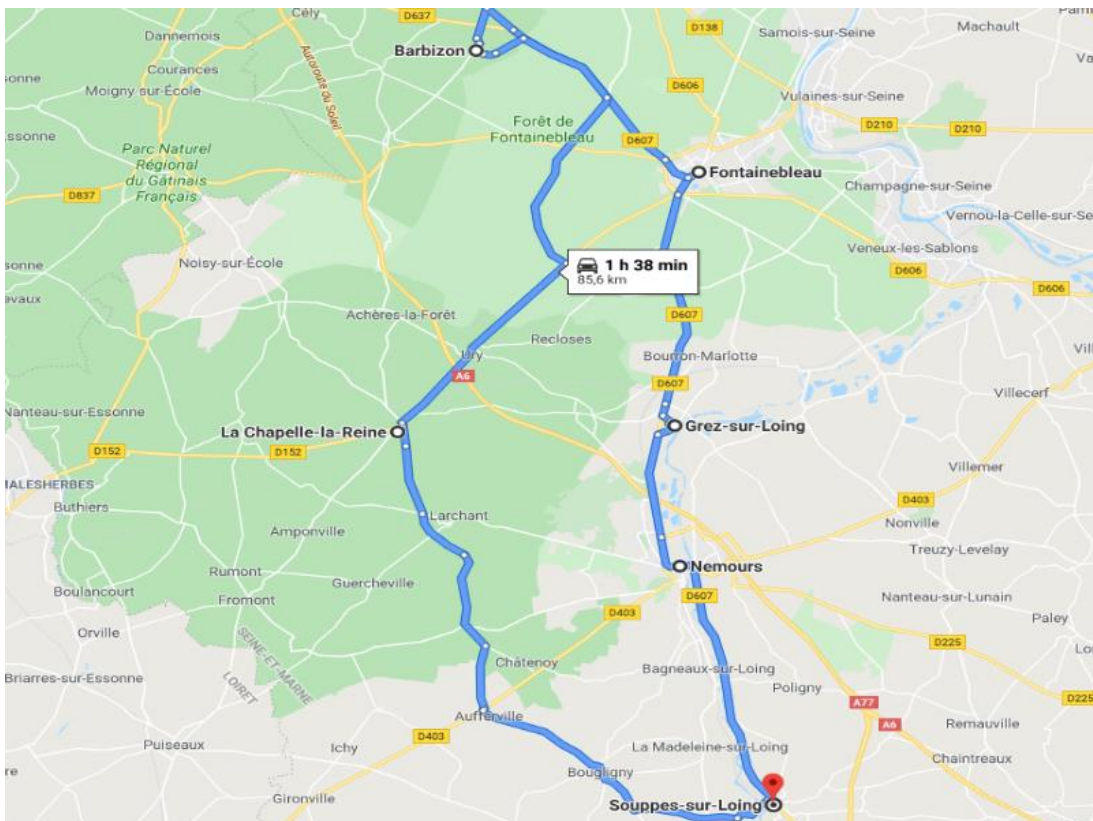 Cély
D637
Dannemois
Barbizon
D138
Samois-sur-Seine
Machault
Courances
Moigny-sur-École
Autoroute du Soleil
D606
Vulaines-sur-Seine
Forêt de
Fontainebleau
D210
D210
D607
Parc Naturel
Régional
du Gâtinais
Français
D837
Fontainebleau
Champagne-sur-Seine
Vernou-la-Celle-sur-Se
Noisy-sur-École
1 h 38 min
85,6 km
Veneux-les-Sablons
D606
D606
Achères-la-Forêt
D607
Recloses
Ury
Bourron-Marlotte
A6
D607
Villecerf
Nanteau-sur-Essonne
La Chapelle-la-Reine
Grez-sur-Loing
D152
D152
Villemer
MALESHERBES
Buthiers
Larchant
D403
Nonville
Amponville
Treuzy-Levelay
Rumont
Guercheville
Nemours
Boulancourt
Fromont
D607
Nanteau-sur-Lunain
D403
Paley
Orville
SEINE-ET-MARNE
LOIRET
D225
Châtenoy
Bagneaux-sur-Loing
Briarres-sur-Essonne
Poligny
D225
A77
Aufferville
A6
Remauville
Puiseaux
Ichy
D403
La Madeleine-sur-Loing
Chaintreaux
Bougligny
Gironville
Souppes-sur-Loing